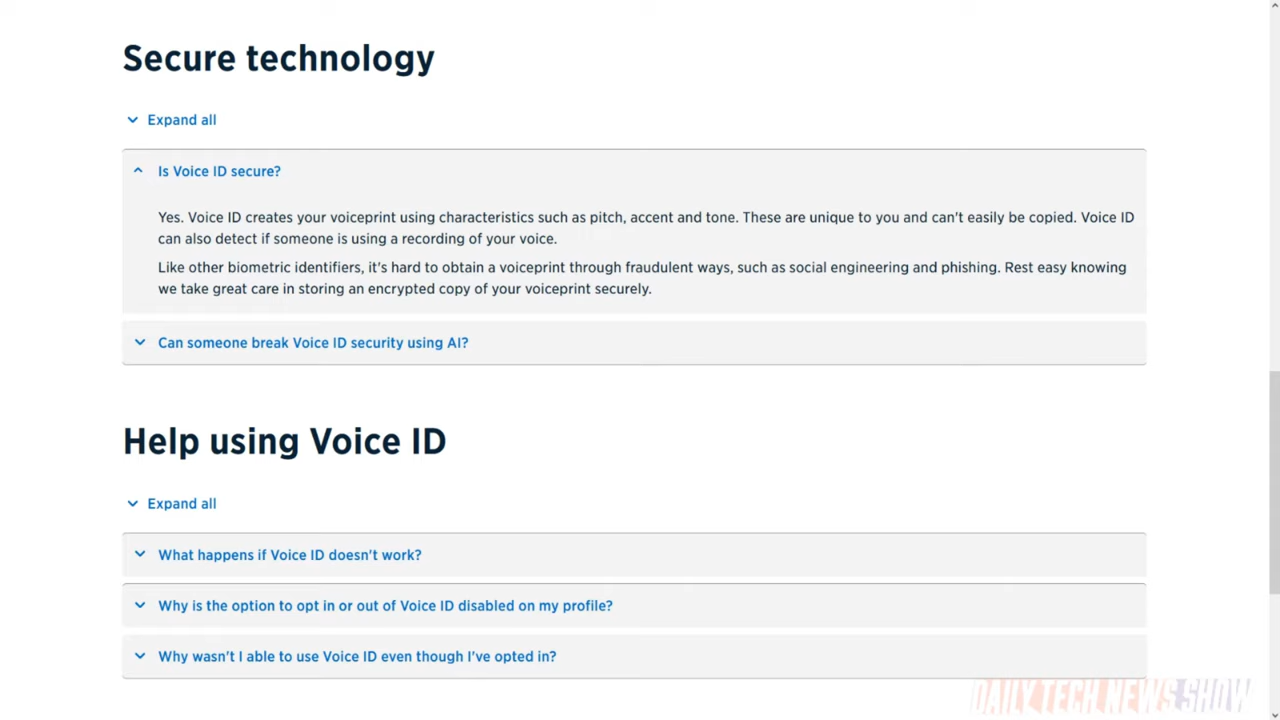 Secure technology
Expand all
Is Voice ID secure?
Yes. Voice ID creates your voiceprint using characteristics such as pitch, accent and tone. These are unique to you and can't easily be copied. Voice ID
can also detect if someone is using a recording of your voice.
Like other biometric identifiers, it's hard to obtain a voiceprint through fraudulent ways, such as social engineering and phishing. Rest easy knowing
we take great care in storing an encrypted copy of your voiceprint securely.
Can someone break Voice ID security using AI?
Help using Voice ID
Expand all
What happens if Voice ID doesn't work?
Why is the option to opt in or out of Voice ID disabled on my profile?
Why wasn't I able to use Voice ID even though I've opted in?
DAILY TECH NEWS SHOW